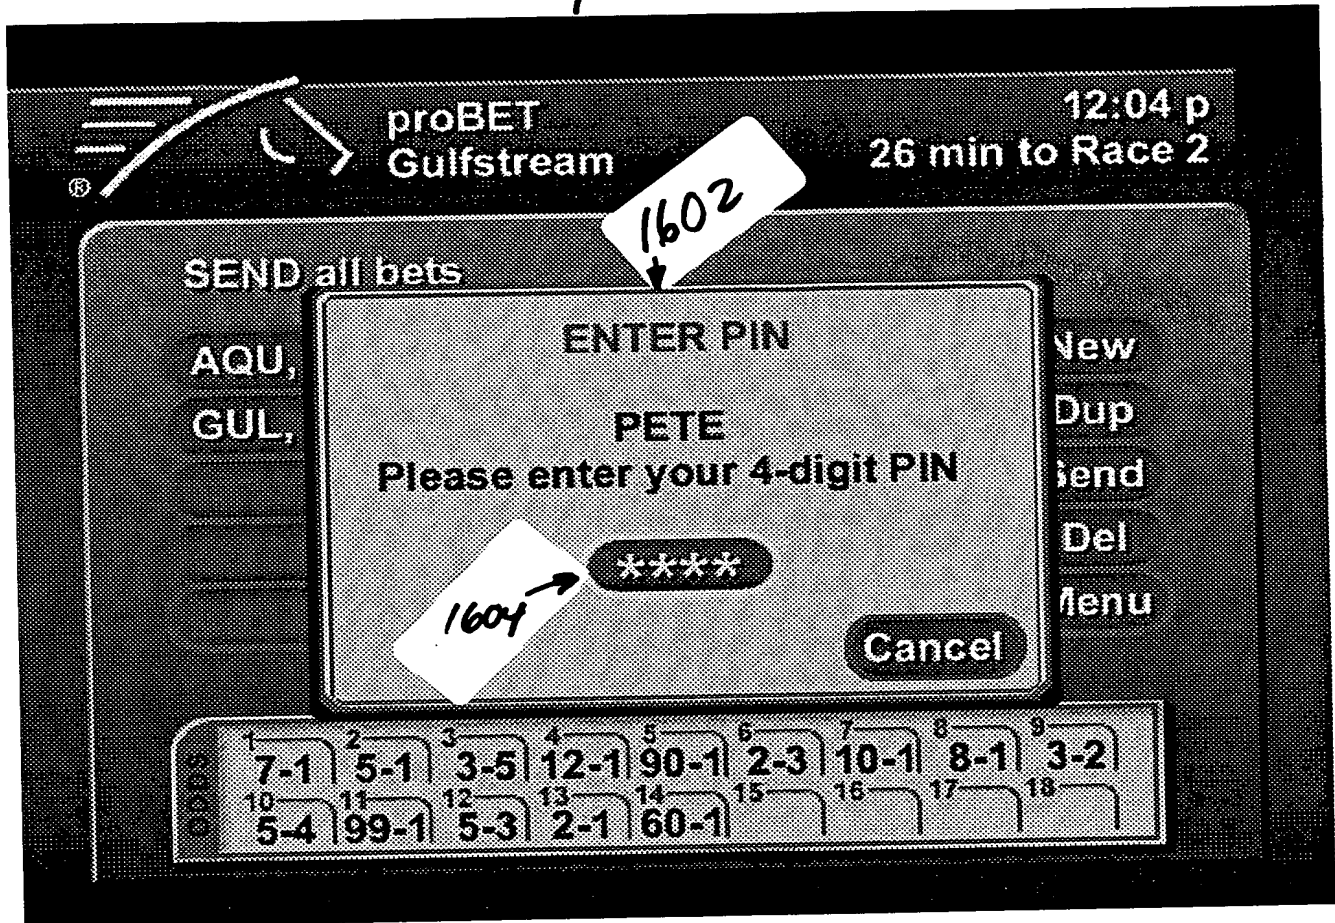 proBET
Gulfstream
®
12:04 p
26 min to Race 2
1602
SEND all bets
AQU,
GUL,
ENTER PIN
PETE
Please enter your 4-digit PIN
****
1604
Cancel
New
Dup
Send
Del
Menu
ODDS
1 2 3 4 5 6 7 8 9
7-1 5-1 3-5 12-1 90-1 2-3 10-1 8-1 3-2
10 11 12 13 14 15 16 17 18
5-4 99-1 5-3 2-1 60-1